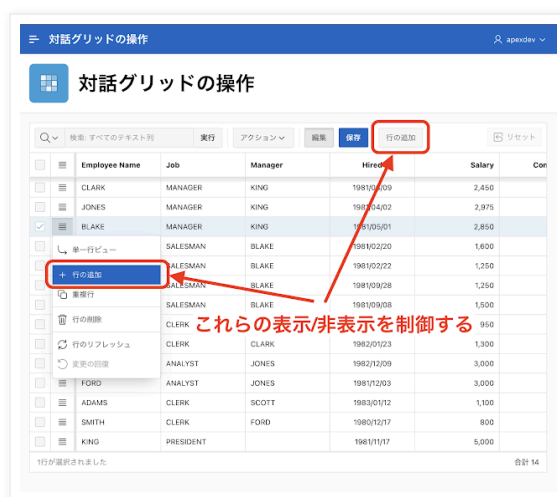 対話グリッドの操作
apexdev
対話グリッドの操作
検索: すべてのテキスト列 実行 アクション 編集 保存 行の追加 リセット
Employee Name Job Manager Hired Salary Con
CLARK MANAGER KING 1981/06/09 2,450
JONES MANAGER KING 1981/04/02 2,975
BLAKE MANAGER KING 1981/05/01 2,850
単一行ビュー SALESMAN BLAKE 1981/02/20 1,600
行の追加 SALESMAN BLAKE 1981/02/22 1,250
重複行 SALESMAN BLAKE 1981/09/28 1,250
SALESMAN BLAKE 1981/09/08 1,500
行の削除 CLERK 950
これらの表示/非表示を制御する
行のリフレッシュ CLERK CLARK 1982/01/23 1,300
変更の回復 ANALYST JONES 1982/12/09 3,000
FORD ANALYST JONES 1981/12/03 3,000
ADAMS CLERK SCOTT 1983/01/12 1,100
SMITH CLERK FORD 1980/12/17 800
KING PRESIDENT 1981/11/17 5,000
1行が選択されました 合計 14